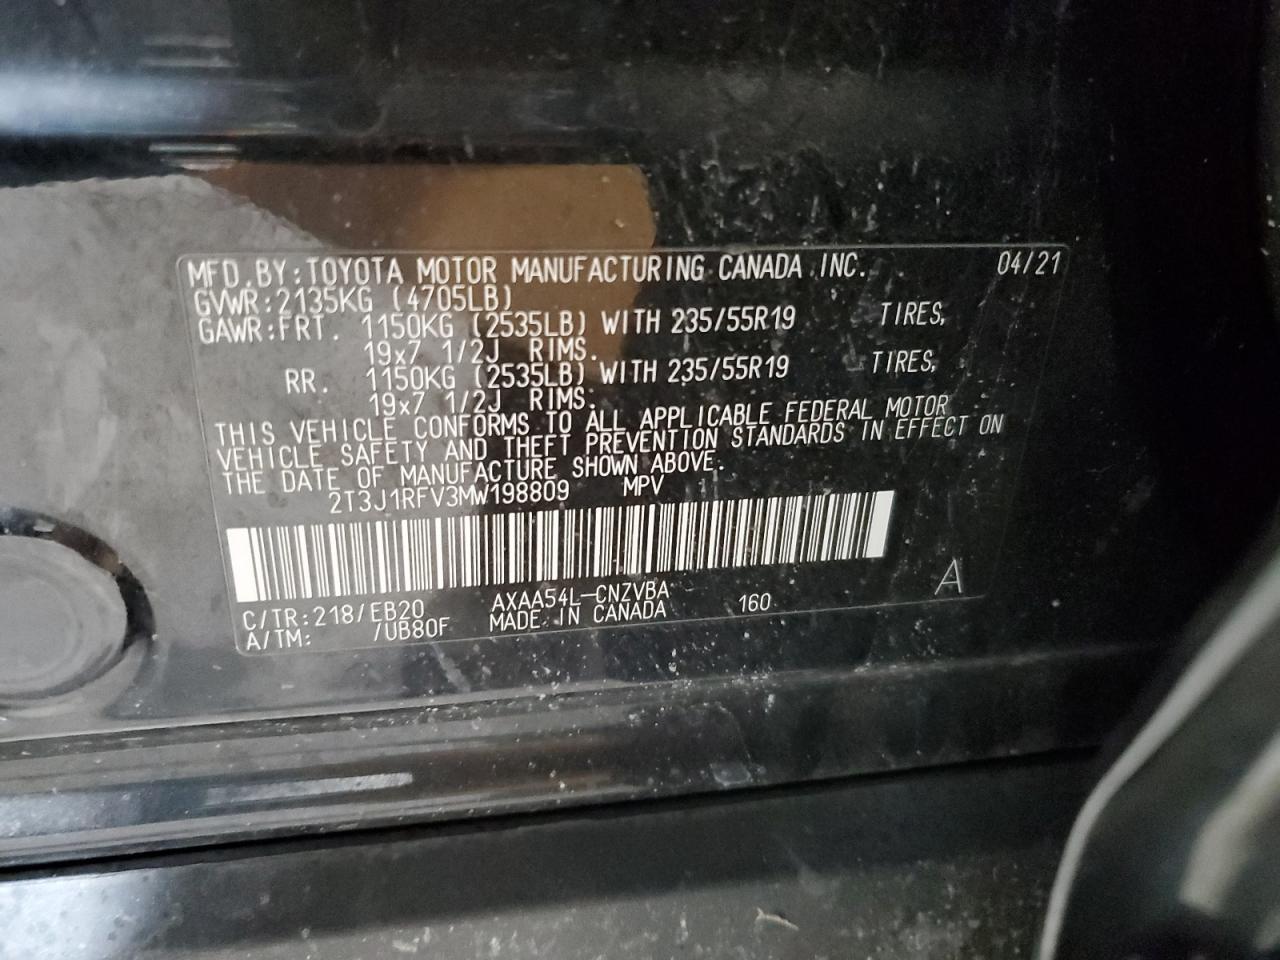 MFD.BY:TOYOTA MOTOR MANUFACTURING CANADA INC. 04/21
GVWR:2135KG (4705LB)
GAWR:FRT. 1150KG (2535LB) WITH 235/55R19 TIRES,
19x7 1/2J RIMS.
RR. 1150KG (2535LB) WITH 235/55R19 TIRES,
19x7 1/2J RIMS.
THIS VEHICLE CONFORMS TO ALL APPLICABLE FEDERAL MOTOR
VEHICLE SAFETY AND THEFT PREVENTION STANDARDS IN EFFECT ON
THE DATE OF MANUFACTURE SHOWN ABOVE.
2T3J1RFV3MW198809 MPV
C/TR:218/EB20 AXAA54L-CNZVBA 160 A
A/TM: /UB80F MADE IN CANADA